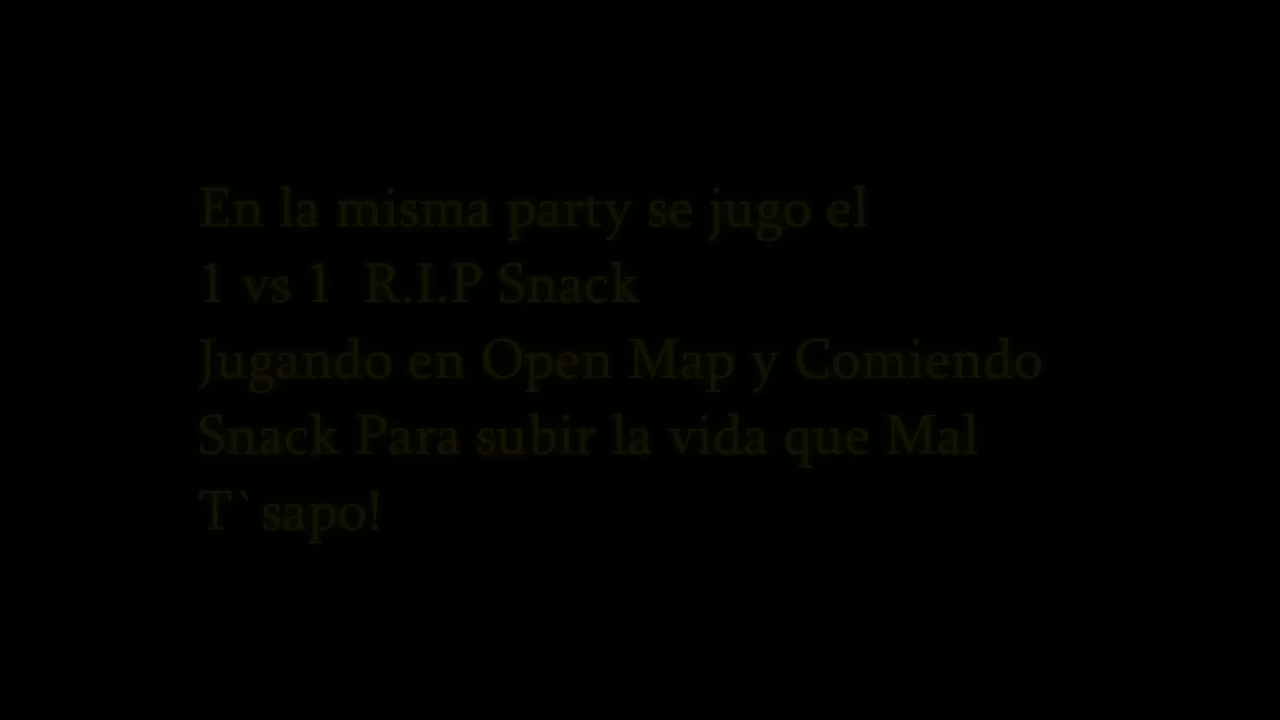 En la misma party se jugo el
1 vs 1  R.I.P Snack
Jugando en Open Map y Comiendo
Snack Para subir la vida que Mal
T`sapo!